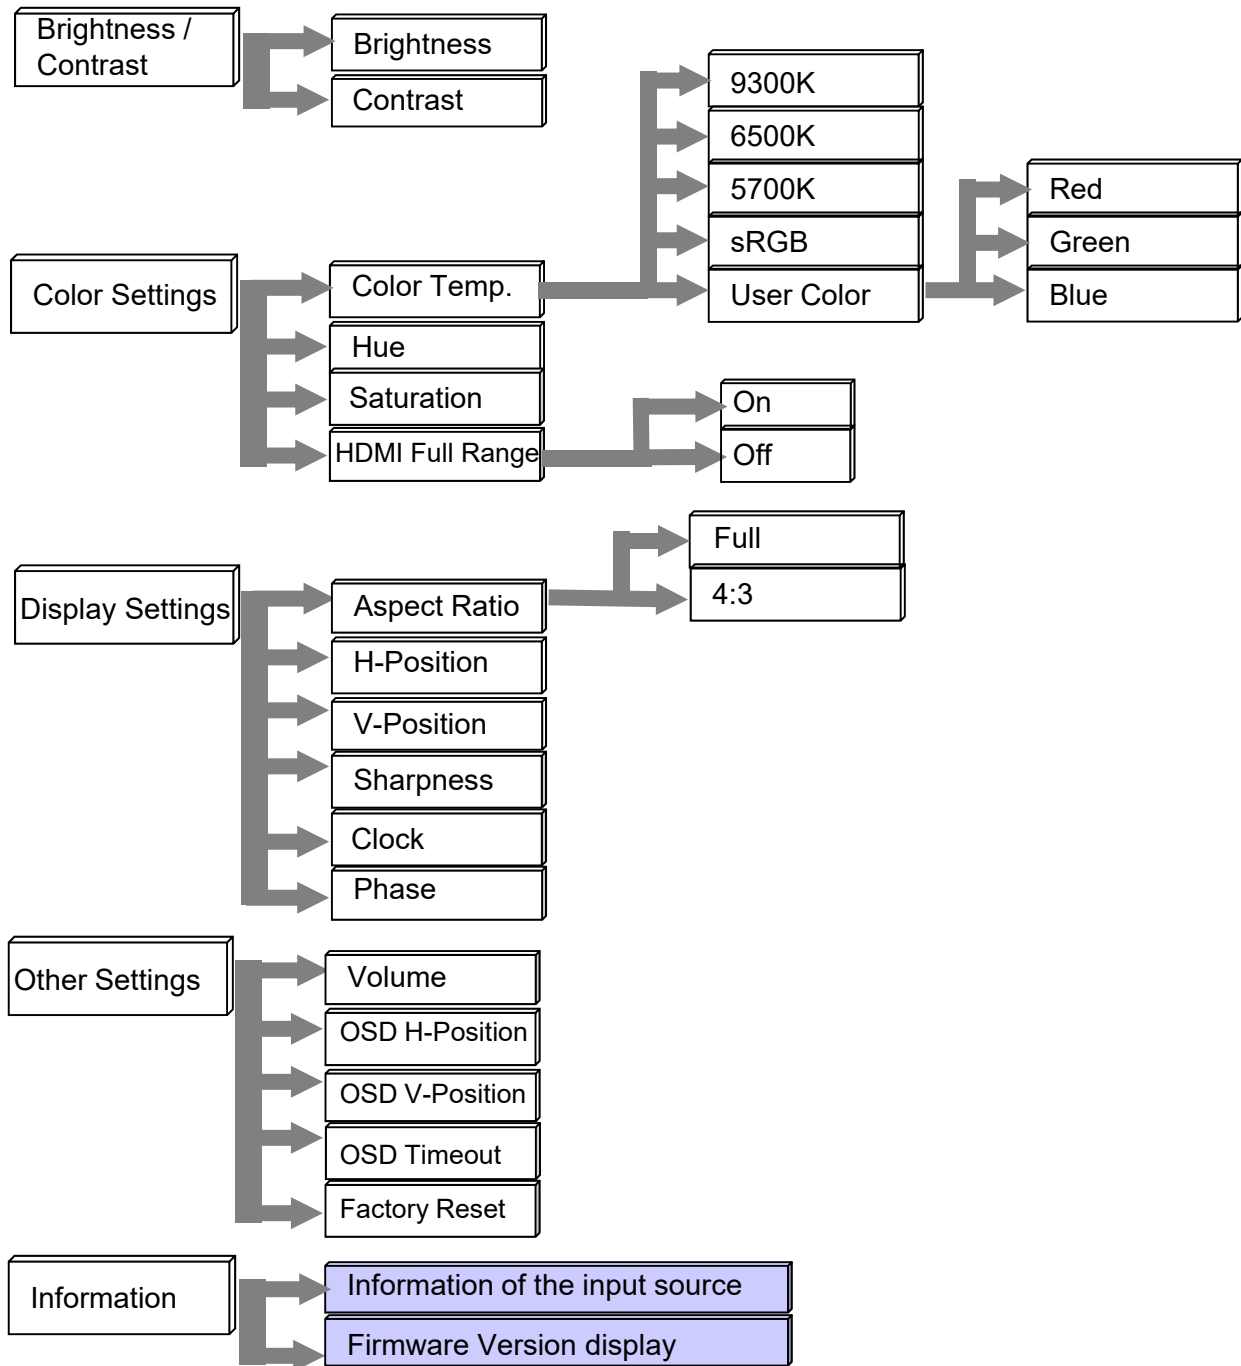 Brightness /
Contrast
Brightness
Contrast
9300K
6500K
5700K
sRGB
User Color
Red
Green
Blue
Color Settings
Color Temp.
Hue
Saturation
HDMI Full Range
On
Off
Full
4:3
Display Settings
Aspect Ratio
H-Position
V-Position
Sharpness
Clock
Phase
Other Settings
Volume
OSD H-Position
OSD V-Position
OSD Timeout
Factory Reset
Information
Information of the input source
Firmware Version display